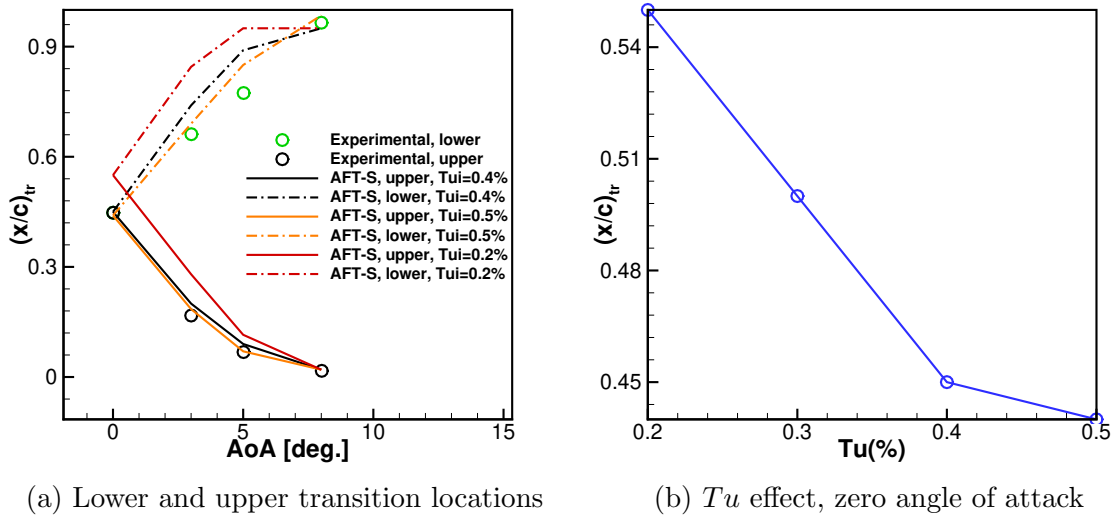 (x/c)tr
0.9
0.6
0.3
0
0
5
10
15
AoA [deg.]
Experimental, lower
Experimental, upper
AFT-S, upper, Tui=0.4%
AFT-S, lower, Tui=0.4%
AFT-S, upper, Tui=0.5%
AFT-S, lower, Tui=0.5%
AFT-S, upper, Tui=0.2%
AFT-S, lower, Tui=0.2%
(a) Lower and upper transition locations
(x/c)tr
0.54
0.51
0.48
0.45
0.2
0.3
0.4
0.5
Tu(%)
(b) Tu effect, zero angle of attack